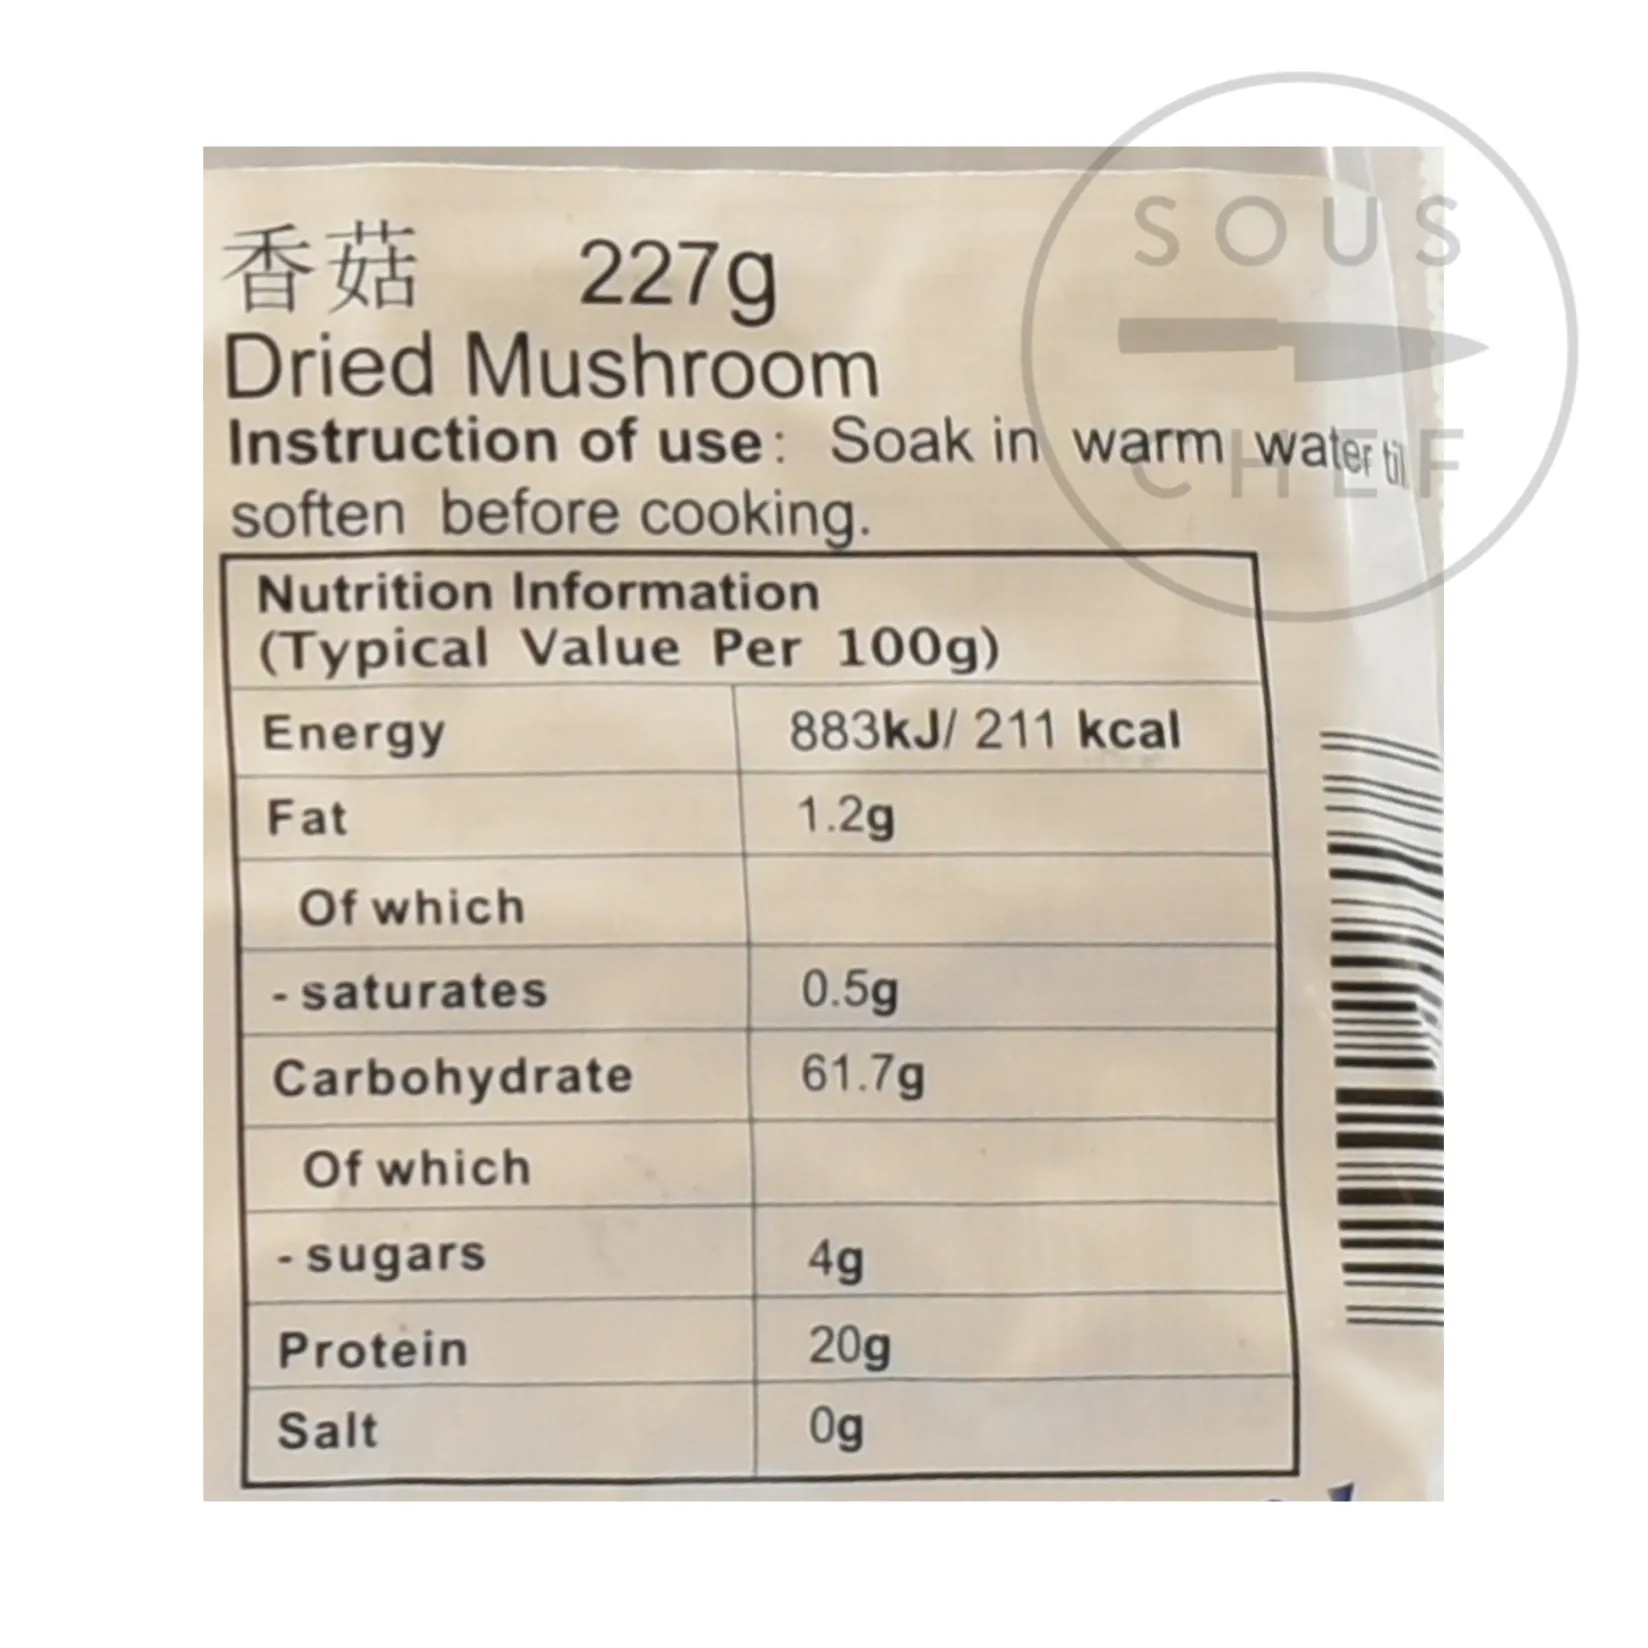 SOUS
CHEF
香菇 227g
Dried Mushroom
Instruction of use: Soak in warm water till
soften before cooking.
Nutrition Information
(Typical Value Per 100g)
Energy 883kJ/ 211 kcal
Fat 1.2g
Of which
- saturates 0.5g
Carbohydrate 61.7g
Of which
- sugars 4g
Protein 20g
Salt 0g